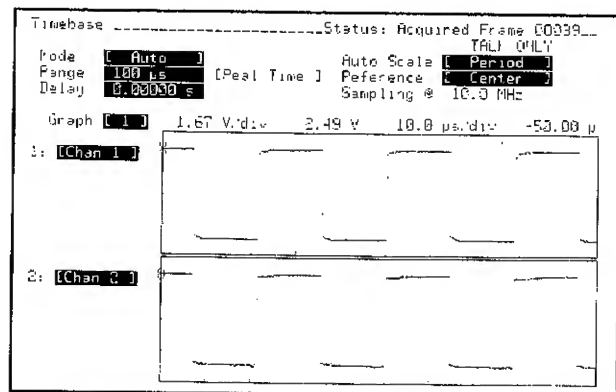 Timebase Status: Acquired Frame 00039
TALK ONLY
Mode [ Auto ] Auto Scale [ Period ]
Range 100 µs [Real Time ] Reference [ Center ]
Delay 0.00000 s Sampling @ 10.0 MHz
Graph [ 1 ] 1.67 V/div 2.49 V 10.0 µs/div -50.00 µ
1: [Chan 1 ]
2: [Chan 2 ]